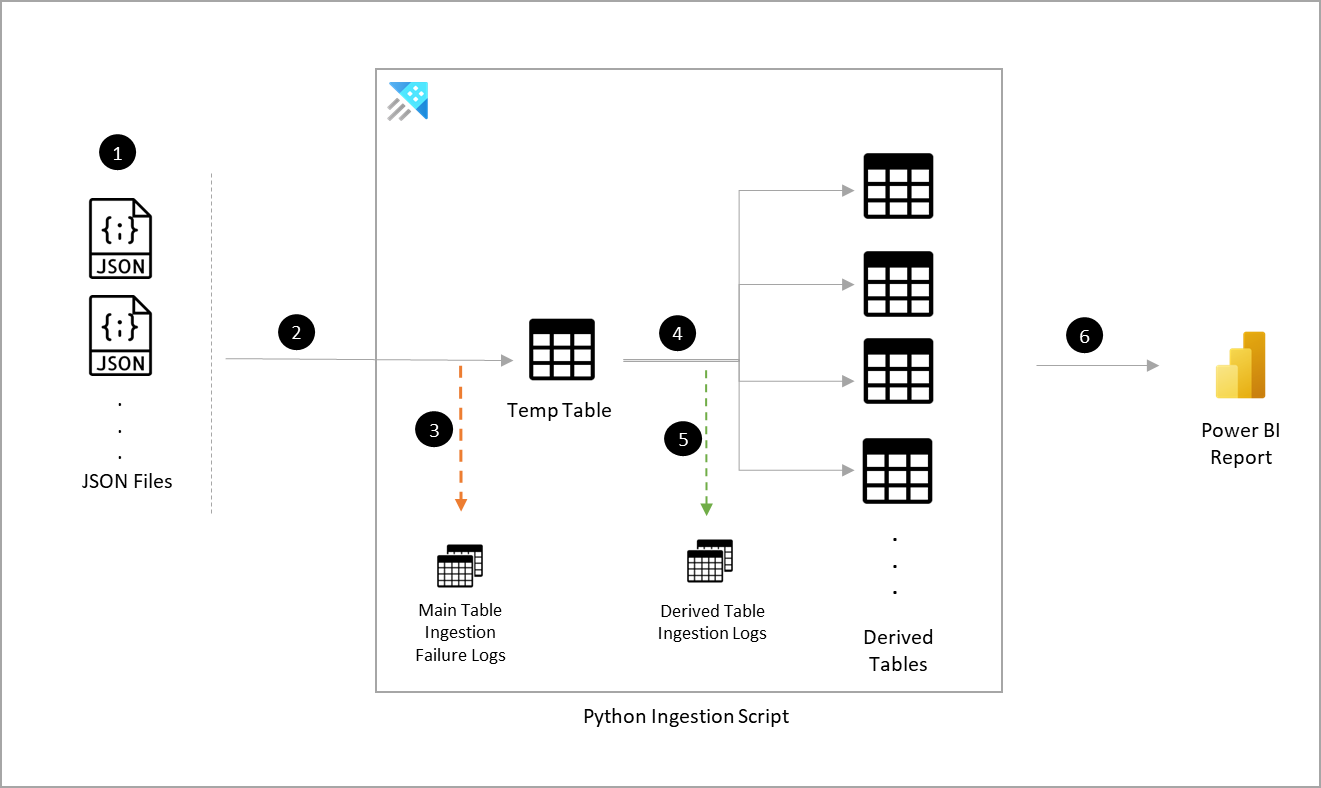 1
{;}
JSON
{;}
JSON
.
.
.
JSON Files
2
3
Temp Table
4
5
Main Table
Ingestion
Failure Logs
Derived Table
Ingestion Logs
.
.
.
Derived
Tables
6
Power BI
Report
Python Ingestion Script